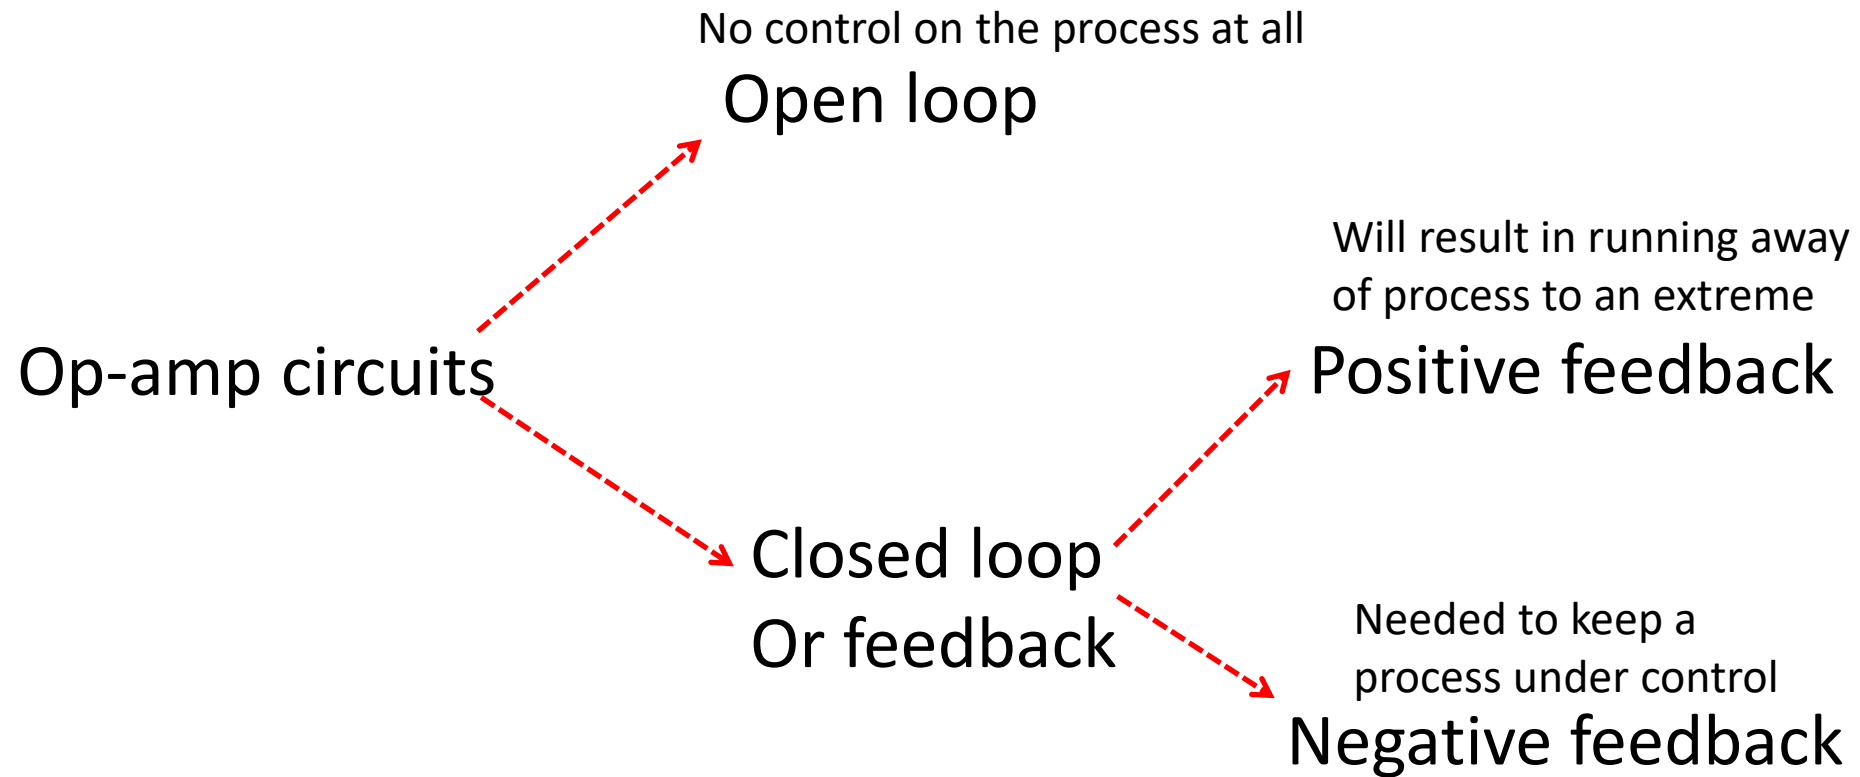 No control on the process at all
Open loop
Will result in running away
of process to an extreme
Op-amp circuits
Positive feedback
Closed loop
Or feedback
Needed to keep a
process under control
Negative feedback